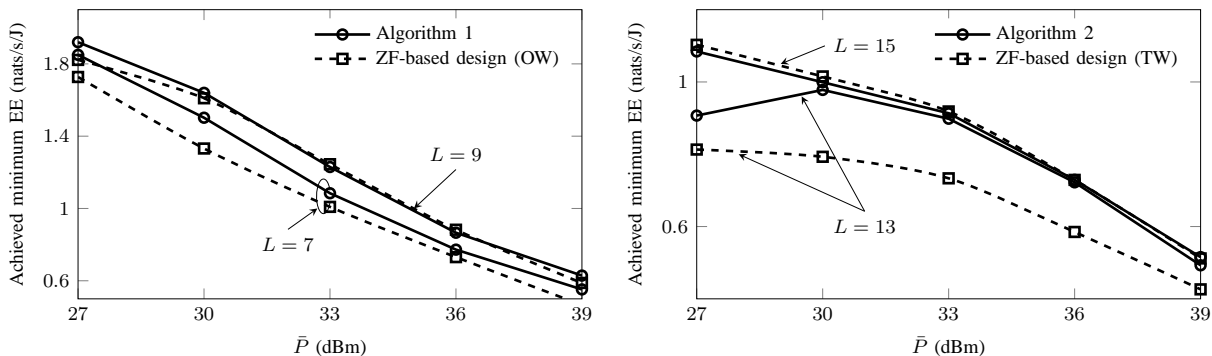 Achieved minimum EE (nats/s/J)
1.8
1.4
1
0.6
27
30
33
36
39
P̄ (dBm)
Algorithm 1
ZF-based design (OW)
L = 9
L = 7
Achieved minimum EE (nats/s/J)
1
0.6
27
30
33
36
39
P̄ (dBm)
Algorithm 2
ZF-based design (TW)
L = 15
L = 13